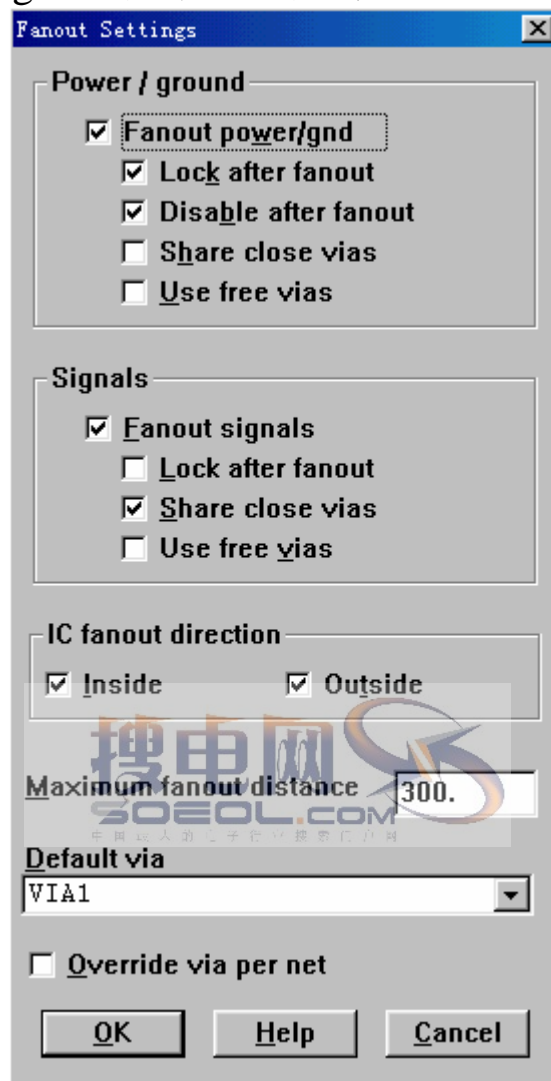 Fanout Settings
Power / ground
Fanout power/gnd
Lock after fanout
Disable after fanout
Share close vias
Use free vias
Signals
Fanout signals
Lock after fanout
Share close vias
Use free vias
IC fanout direction
Inside Outside
搜电网
Maximum fanout distance 300.
SOEOL.COM
Default via
VIA1
Override via per net
OK Help Cancel